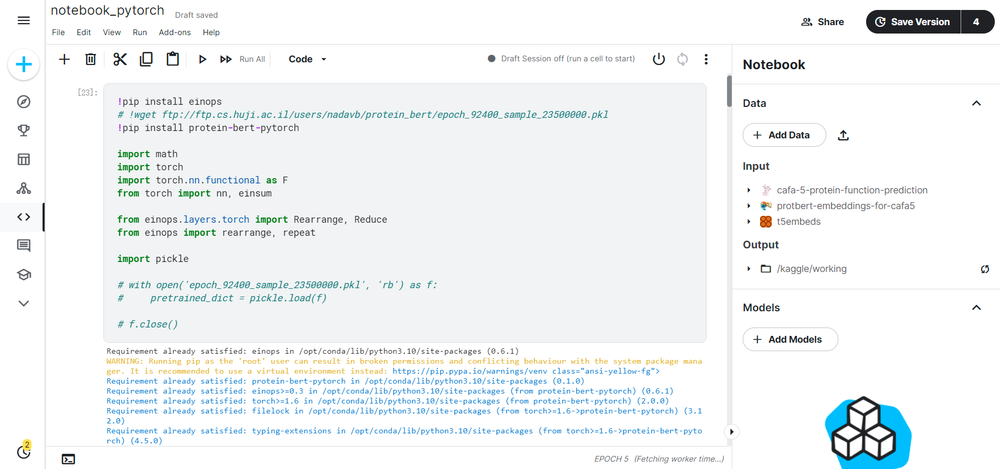 notebook_pytorch
Draft saved
File Edit View Run Add-ons Help
Share
Save Version 4
Run All
Code
Draft Session off (run a cell to start)
[23]:
!pip install einops
# !wget ftp://ftp.cs.huji.ac.il/users/nadavb/protein_bert/epoch_92400_sample_23500000.pkl
!pip install protein-bert-pytorch
import math
import torch
import torch.nn.functional as F
from torch import nn, einsum
from einops.layers.torch import Rearrange, Reduce
from einops import rearrange, repeat
import pickle
# with open('epoch_92400_sample_23500000.pkl', 'rb') as f:
#     pretrained_dict = pickle.load(f)
# f.close()
Requirement already satisfied: einops in /opt/conda/lib/python3.10/site-packages (0.6.1)
WARNING: Running pip as the 'root' user can result in broken permissions and conflicting behaviour with the system package mana
ger. It is recommended to use a virtual environment instead: https://pip.pypa.io/warnings/venv class="ansi-yellow-fg">
Requirement already satisfied: protein-bert-pytorch in /opt/conda/lib/python3.10/site-packages (0.1.0)
Requirement already satisfied: einops>=0.3 in /opt/conda/lib/python3.10/site-packages (from protein-bert-pytorch) (0.6.1)
Requirement already satisfied: torch>=1.6 in /opt/conda/lib/python3.10/site-packages (from protein-bert-pytorch) (2.0.0)
Requirement already satisfied: filelock in /opt/conda/lib/python3.10/site-packages (from torch>=1.6->protein-bert-pytorch) (3.1
2.0)
Requirement already satisfied: typing-extensions in /opt/conda/lib/python3.10/site-packages (from torch>=1.6->protein-bert-pyto
rch) (4.5.0)
EPOCH 5 (Fetching worker time...)
2
Notebook
Data
Add Data
Input
cafa-5-protein-function-prediction
protbert-embeddings-for-cafa5
t5embeds
Output
/kaggle/working
Models
Add Models